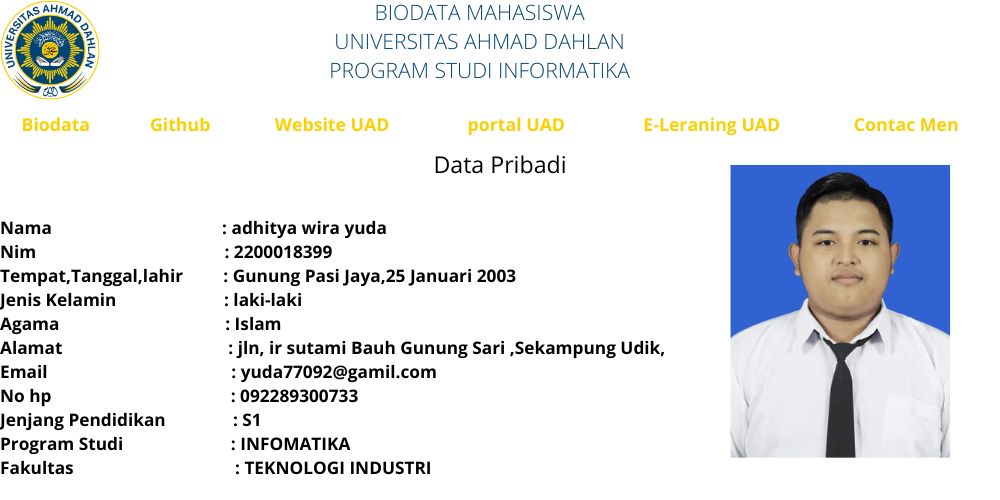 UNIVERSITAS AHMAD DAHLAN
BIODATA MAHASISWA
UNIVERSITAS AHMAD DAHLAN
PROGRAM STUDI INFORMATIKA
Biodata Github Website UAD portal UAD E-Leraning UAD Contac Men
Data Pribadi
Nama : adhitya wira yuda
Nim : 2200018399
Tempat,Tanggal,lahir : Gunung Pasi Jaya,25 Januari 2003
Jenis Kelamin : laki-laki
Agama : Islam
Alamat : jln, ir sutami Bauh Gunung Sari ,Sekampung Udik,
Email : yuda77092@gamil.com
No hp : 092289300733
Jenjang Pendidikan : S1
Program Studi : INFOMATIKA
Fakultas : TEKNOLOGI INDUSTRI